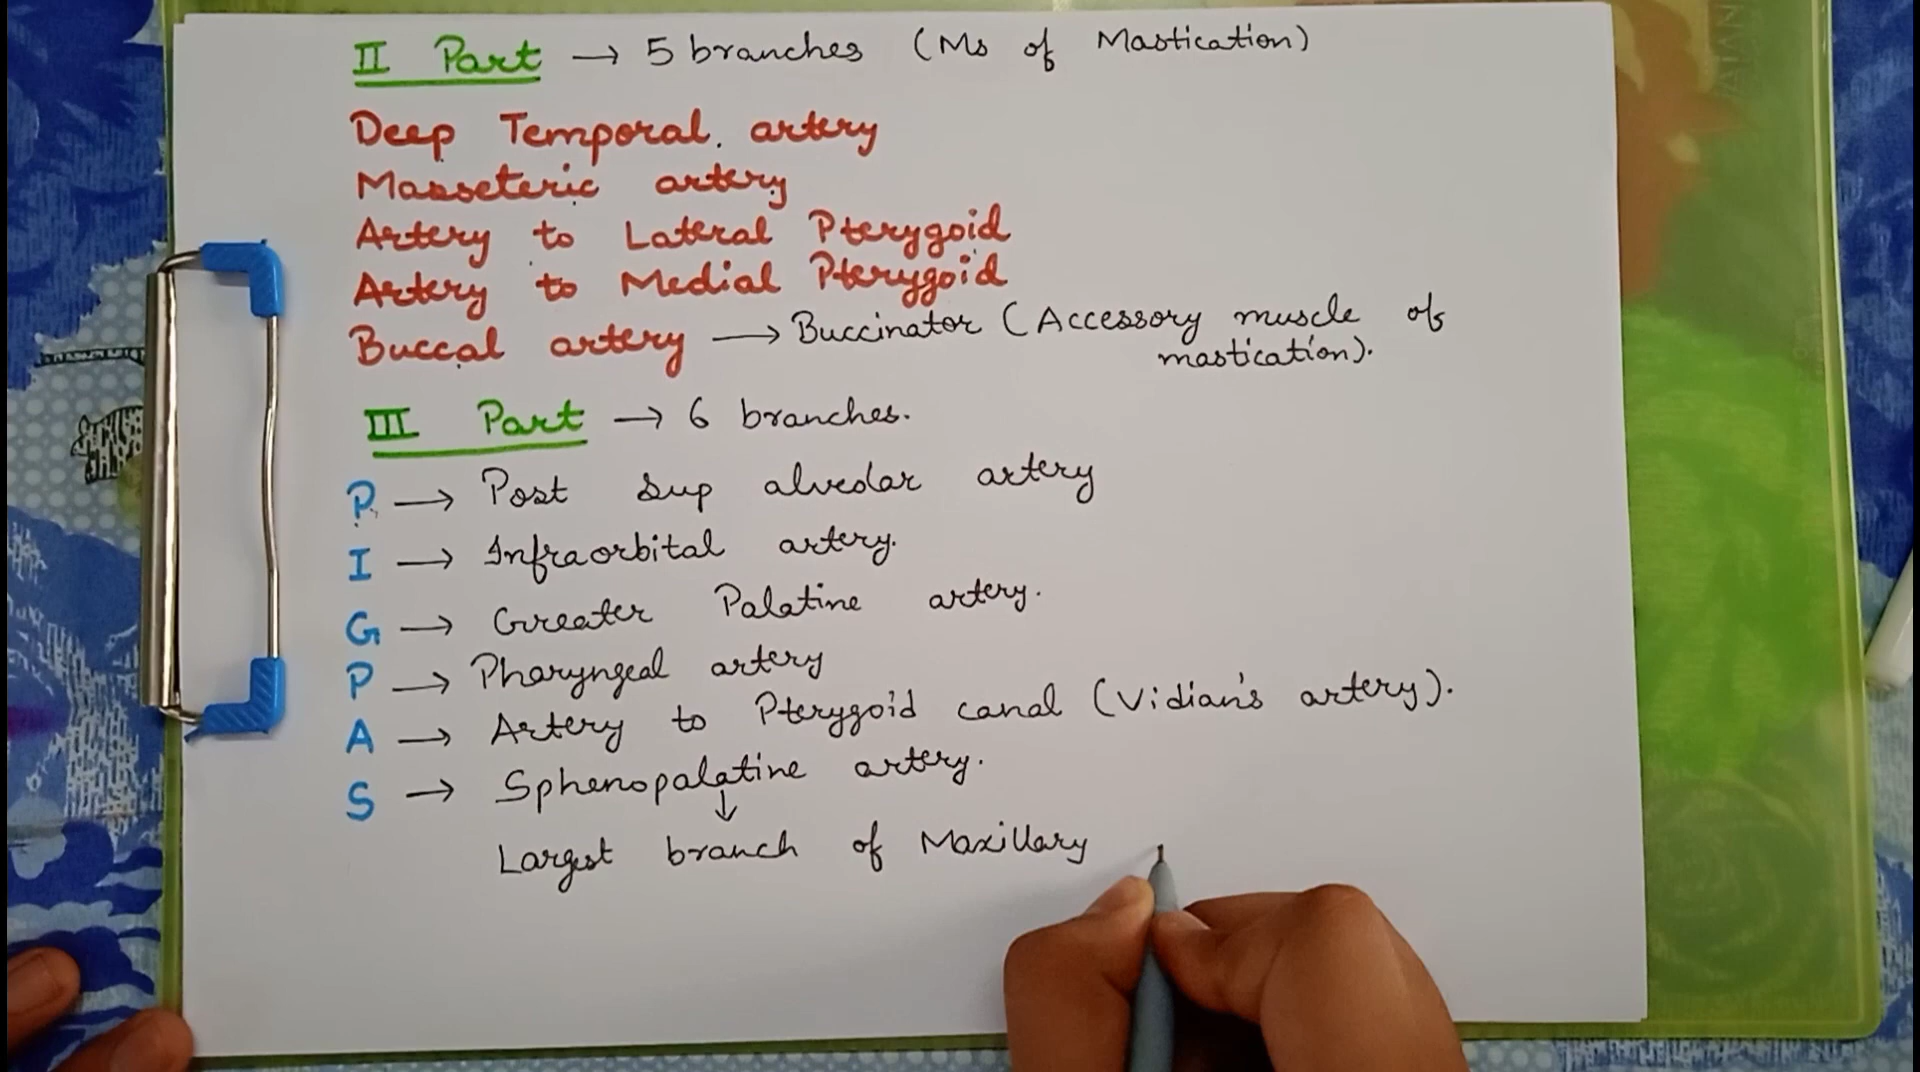 II Part → 5 branches (Ms of Mastication)
Deep Temporal artery
Masseteric artery
Artery to Lateral Pterygoid
Artery to Medial Pterygoid
Buccal artery → Buccinator (Accessory muscle of
mastication).
III Part → 6 branches.
P → Post Sup alveolar artery
I → Infraorbital artery.
G → Greater Palatine artery.
P → Pharyngeal artery
A → Artery to Pterygoid canal (Vidian's artery).
S → Sphenopalatine artery.
↓
Largest branch of Maxillary